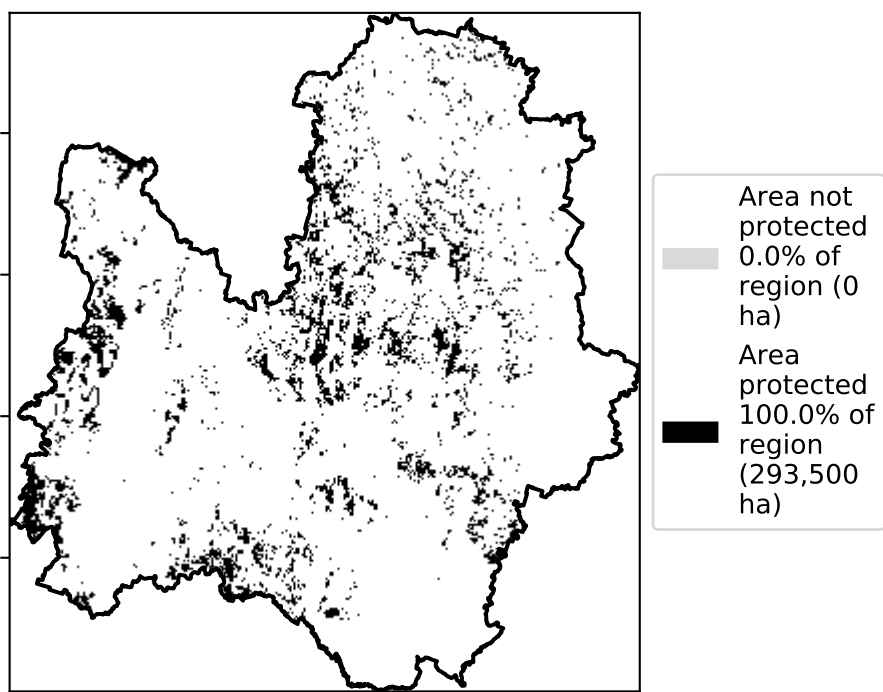 Area not
protected
0.0% of
region (0
ha)
Area
protected
100.0% of
region
(293,500
ha)